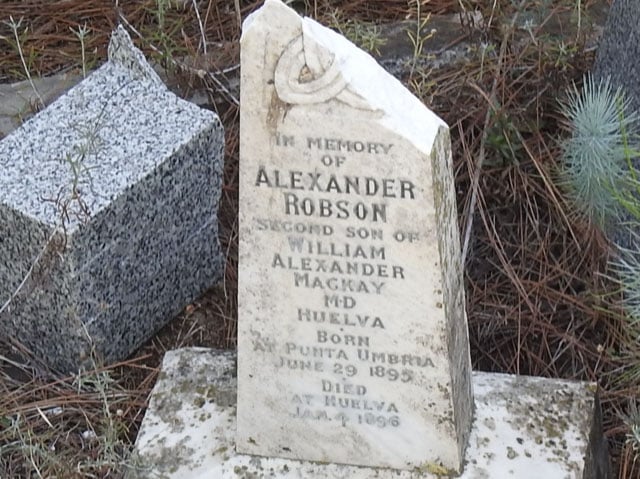 IN MEMORY
OF
ALEXANDER
ROBSON
SECOND SON OF
WILLIAM
ALEXANDER
MACKAY
M·D
HUELVA
BORN
AT PUNTA UMBRIA
JUNE 29 1895
DIED
AT HUELVA
JAN. 4 1896